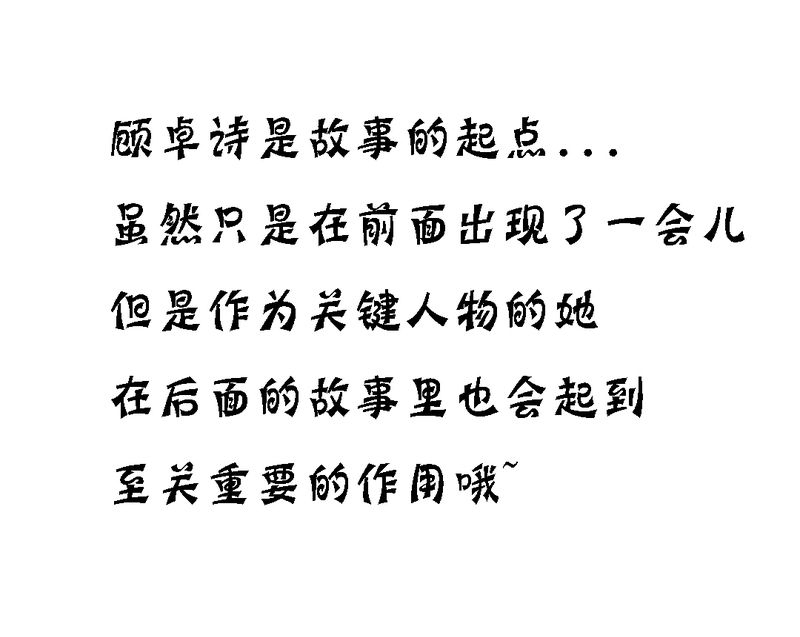 顾卓诗是故事的起点...
虽然只是在前面出现了一会儿
但是作为关键人物的她
在后面的故事里也会起到
至关重要的作用哦~